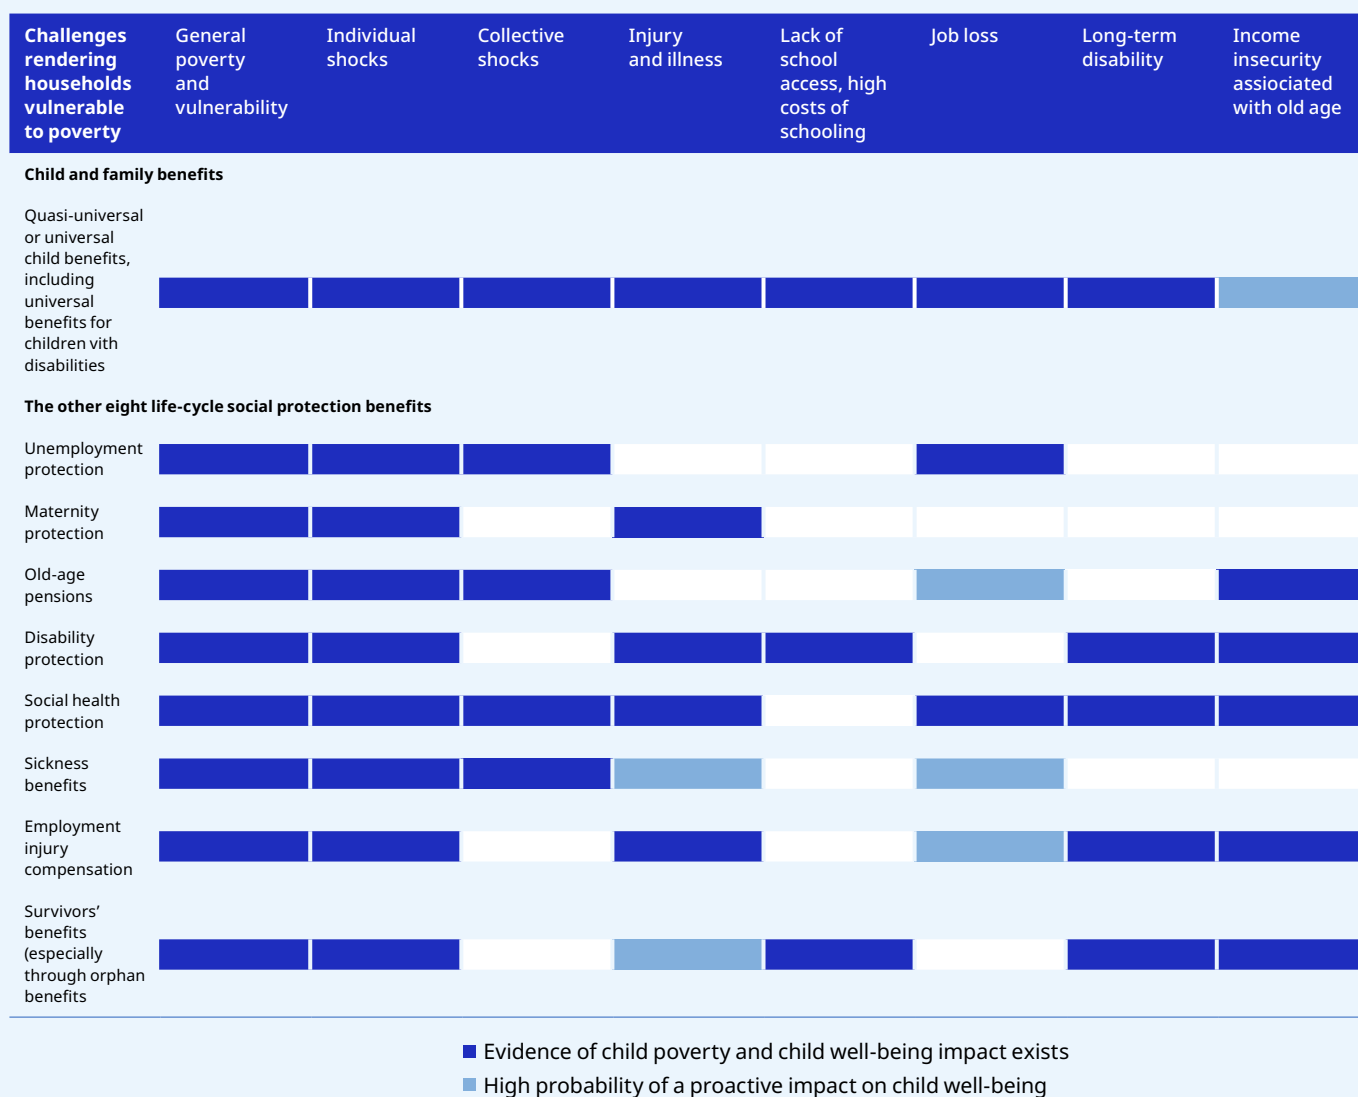 Challenges
rendering
households
vulnerable
to poverty
General
poverty
and
vulnerability
Individual
shocks
Collective
shocks
Injury
and illness
Lack of
school
access, high
costs of
schooling
Job loss
Long-term
disability
Income
insecurity
assiociated
with old age
Child and family benefits
Quasi-universal
or universal
child benefits,
including
universal
benefits for
children vith
disabilities
The other eight life-cycle social protection benefits
Unemployment
protection
Maternity
protection
Old-age
pensions
Disability
protection
Social health
protection
Sickness
benefits
Employment
injury
compensation
Survivors’
benefits
(especially
through orphan
benefits
Evidence of child poverty and child well-being impact exists
High probability of a proactive impact on child well-being